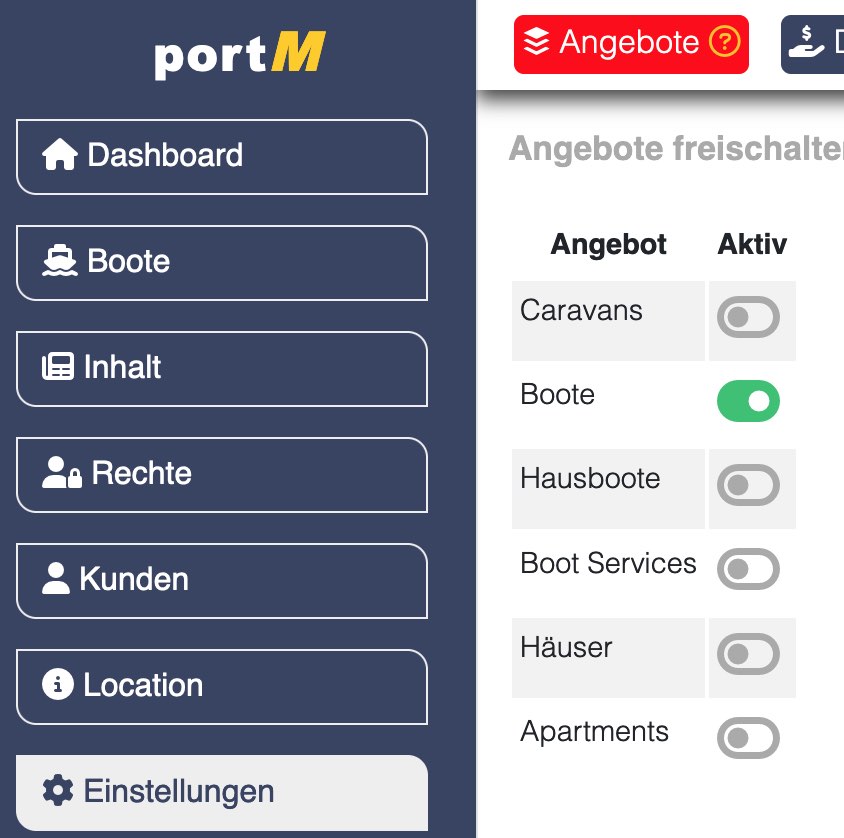 portM
Dashboard
Boote
Inhalt
Rechte
Kunden
Location
Einstellungen
Angebote ?
Angebote freischalte
Angebot Aktiv
Caravans
Boote
Hausboote
Boot Services
Häuser
Apartments